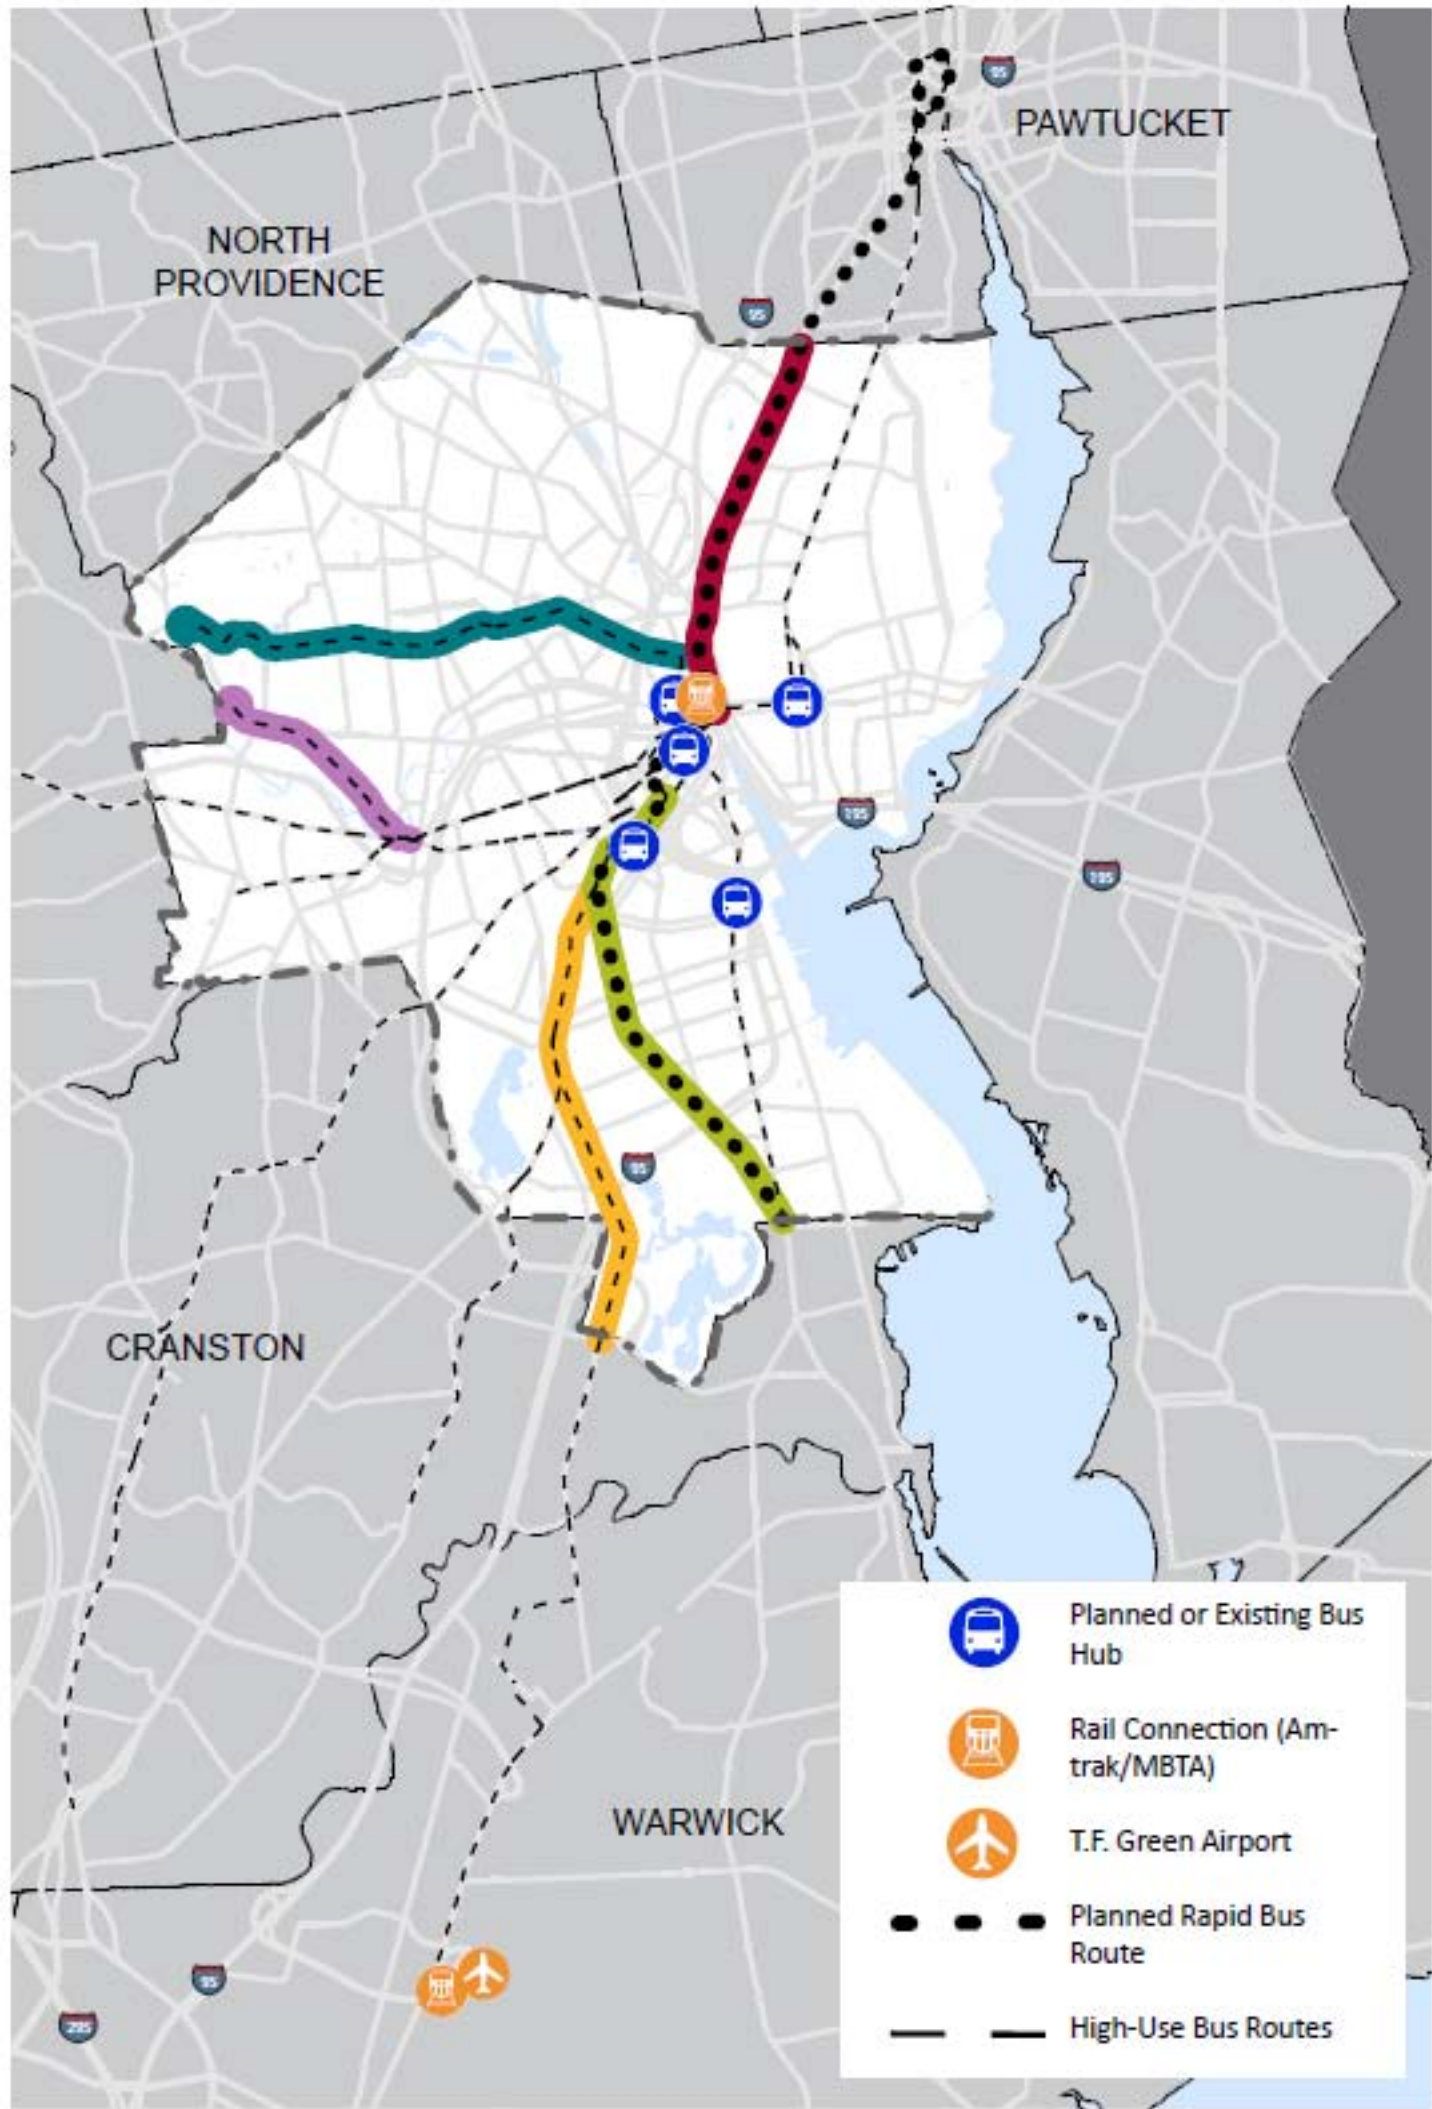 95
PAWTUCKET
NORTH
PROVIDENCE
95
195
195
95
CRANSTON
Planned or Existing Bus
Hub
Rail Connection (Am-
trak/MBTA)
WARWICK
T.F. Green Airport
Planned Rapid Bus
Route
95
295
High-Use Bus Routes